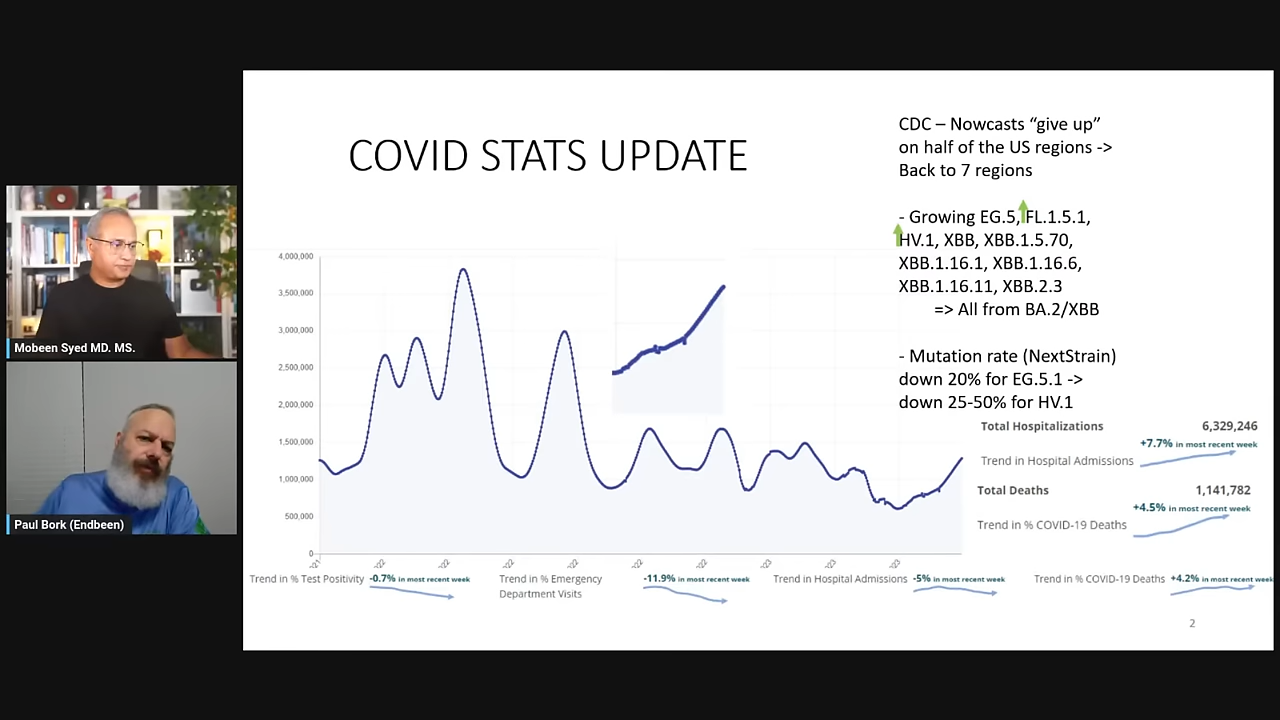 COVID STATS UPDATE
CDC – Nowcasts “give up”
on half of the US regions ->
Back to 7 regions
- Growing EG.5, FL.1.5.1,
HV.1, XBB, XBB.1.5.70,
XBB.1.16.1, XBB.1.16.6,
XBB.1.16.11, XBB.2.3
=> All from BA.2/XBB
- Mutation rate (NextStrain)
down 20% for EG.5.1 ->
down 25-50% for HV.1
Total Hospitalizations 6,329,246
+7.7% in most recent week
Trend in Hospital Admissions
Total Deaths 1,141,782
+4.5% in most recent week
Trend in % COVID-19 Deaths
4,000,000
3,500,000
3,000,000
2,500,000
2,000,000
1,500,000
1,000,000
500,000
0
Trend in % Test Positivity -0.7% in most recent week
Trend in % Emergency
Department Visits
-11.9% in most recent week
Trend in Hospital Admissions -5% in most recent week
Trend in % COVID-19 Deaths +4.2% in most recent week
2
Mobeen Syed MD. MS.
Paul Bork (Endbeen)